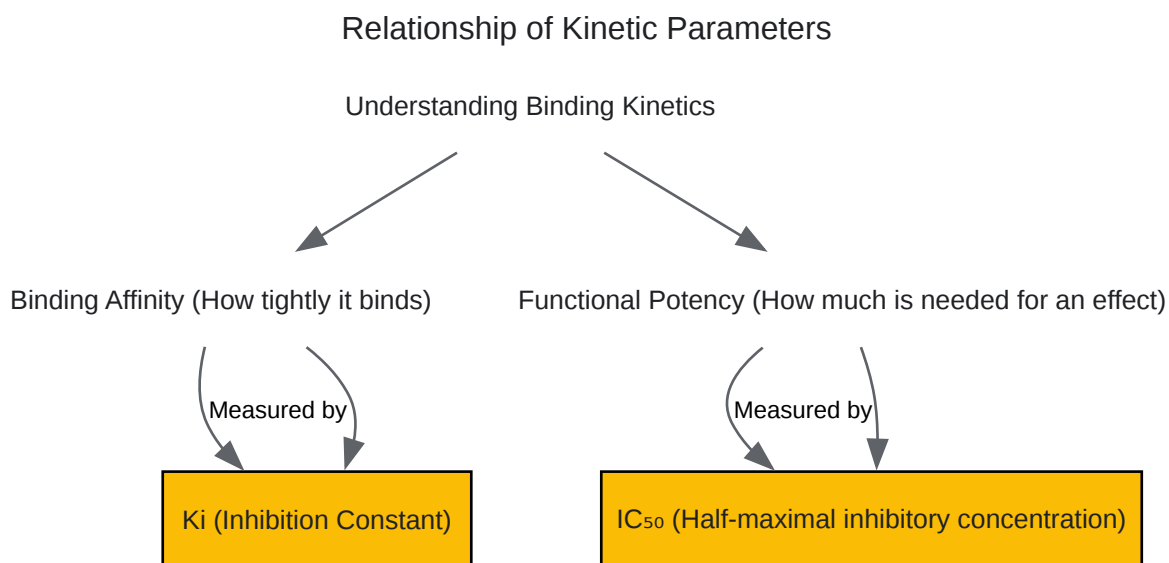 Relationship of Kinetic Parameters
Understanding Binding Kinetics
Binding Affinity (How tightly it binds)
Functional Potency (How much is needed for an effect)
Measured by
Measured by
Ki (Inhibition Constant)
IC₅₀ (Half-maximal inhibitory concentration)